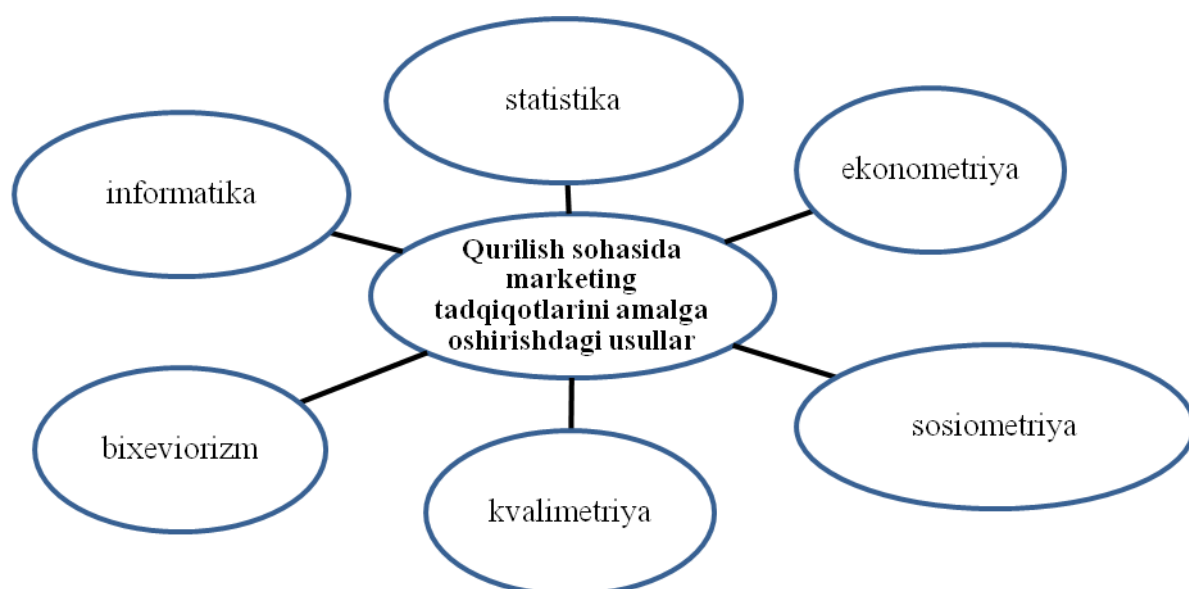 statistika
informatika
ekonometriya
Qurilish sohasida
marketing
tadqiqotlarini amalga
oshirishdagi usullar
bixeviorizm
sosiometriya
kvalimetriya